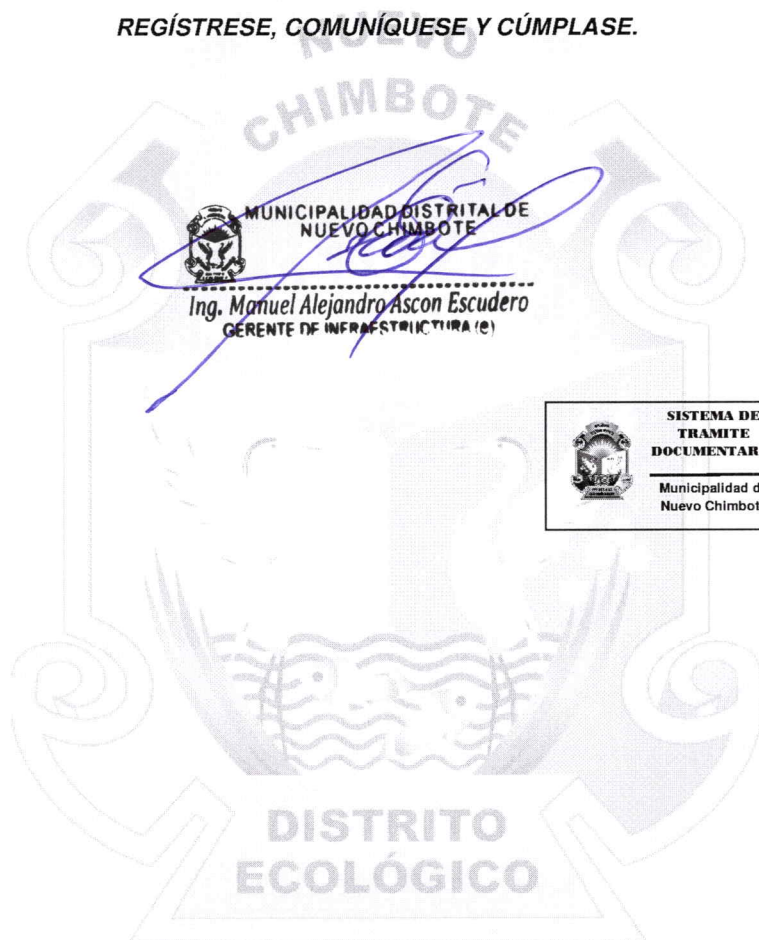 REGÍSTRESE, COMUNÍQUESE Y CÚMPLASE.
NUEVO
CHIMBOTE
MUNICIPALIDAD DISTRITAL DE
NUEVO CHIMBOTE
Ing. Manuel Alejandro Ascon Escudero
GERENTE DE INFRAESTRUCTURA (e)
SISTEMA DE
TRAMITE
DOCUMENTAR
Municipalidad d
Nuevo Chimbot
DISTRITO
ECOLÓGICO